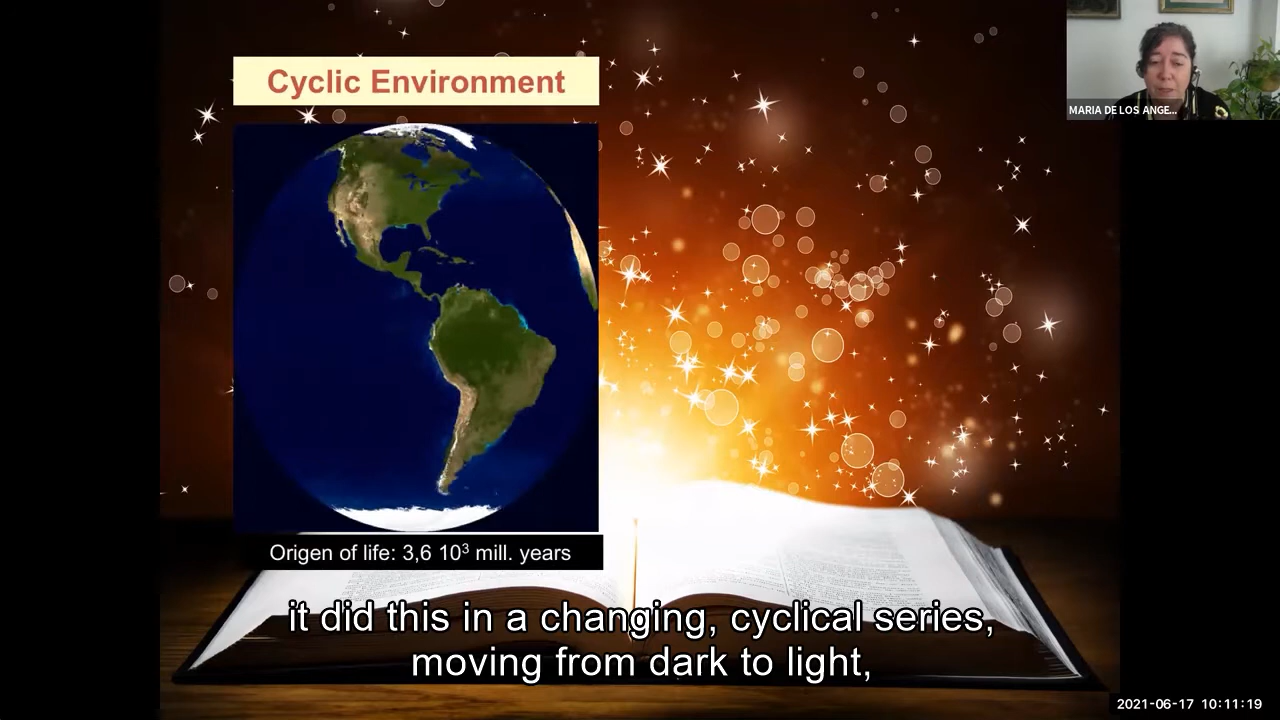 Cyclic Environment
MARIA DE LOS ANGE...
Origen of life: 3,6 10³ mill. years
it did this in a changing, cyclical series,
moving from dark to light,
2021-06-17 10:11:19